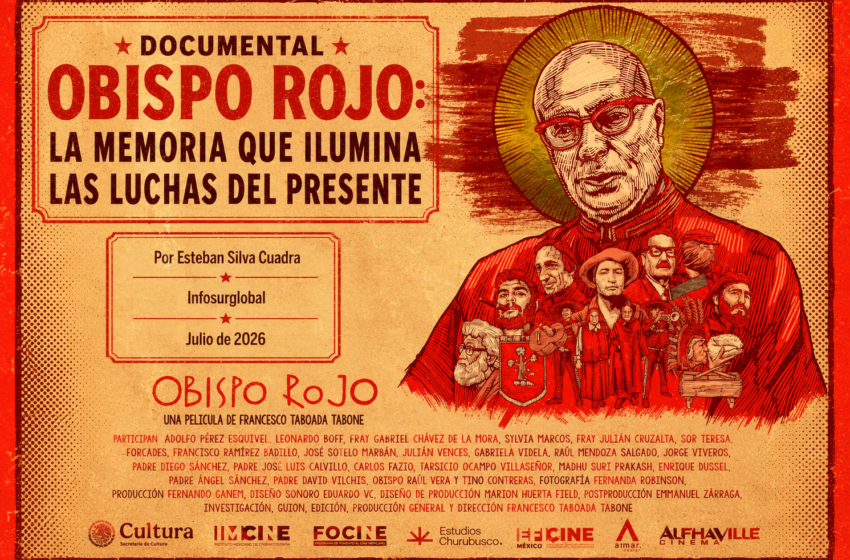 DOCUMENTAL
OBISPO ROJO:
LA MEMORIA QUE ILUMINA
LAS LUCHAS DEL PRESENTE
Por Esteban Silva Cuadra
Infosurglobal
Julio de 2026
OBISPO ROJO
UNA PELICULA DE FRANCESCO TABOADA TABONE
PARTICIPAN ADOLFO PÉREZ ESQUIVEL, LEONARDO BOFF, FRAY GABRIEL CHÁVEZ DE LA MORA, SYLVIA MARCOS, FRAY JULIÁN CRUZALTA, SOR TERESA,
FORCADES, FRANCISCO RAMÍREZ BADILLO, JOSÉ SOTELO MARBÁN, JULIÁN VENCES, GABRIELA VIDELA, RAÚL MENDOZA SALGADO, JORGE VIVEROS,
PADRE DIEGO SÁNCHEZ, PADRE JOSÉ LUIS CALVILLO, CARLOS FAZIO, TARSICIO OCAMPO VILLASEÑOR, MADHU SURI PRAKASH, ENRIQUE DUSSEL,
PADRE ÁNGEL SÁNCHEZ, PADRE DAVID VILCHIS, OBISPO RAÚL VERA Y TINO CONTRERAS, FOTOGRAFÍA FERNANDA ROBINSON,
PRODUCCIÓN FERNANDO GANEM, DISEÑO SONORO EDUARDO VC, DISEÑO DE PRODUCCIÓN MARION HUERTA FIELD, POSTPRODUCCIÓN EMMANUEL ZÁRRAGA,
INVESTIGACIÓN, GUION, EDICIÓN, PRODUCCIÓN GENERAL Y DIRECCIÓN FRANCESCO TABOADA TABONE
Cultura
Secretaría de Cultura
IMCINE
FOCINE
Estudios
Churubusco.
EFICINE
MÉXICO
amar
ALFHAVILLE
CINEMA